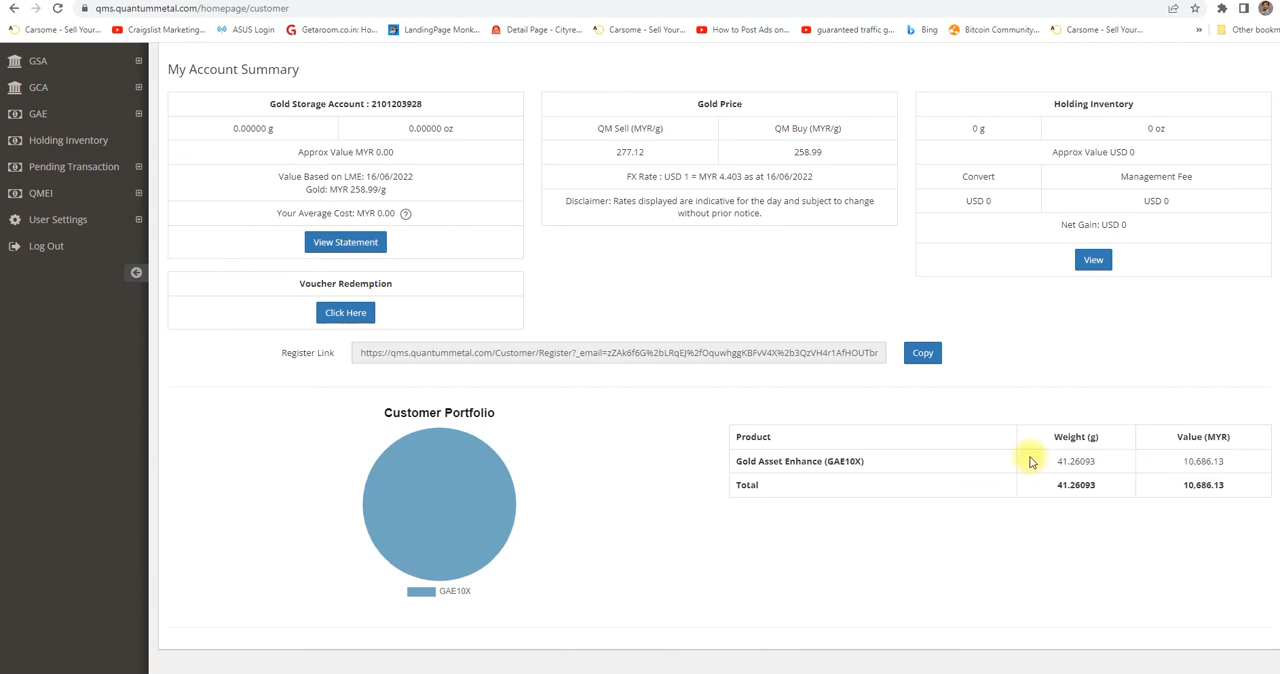 qms.quantummetal.com/homepage/customer
Carsome - Sell Your...
Craigslist Marketing...
ASUS Login
Getaroom.co.in: Ho...
LandingPage Monk...
Detail Page - Cityre...
Carsome - Sell Your...
How to Post Ads on...
guaranteed traffic g...
Bing
Bitcoin Community...
Carsome - Sell Your...
»
Other bookm
GSA
GCA
GAE
Holding Inventory
Pending Transaction
QMEI
User Settings
Log Out
My Account Summary
Gold Storage Account : 2101203928
0.00000 g 0.00000 oz
Approx Value MYR 0.00
Value Based on LME: 16/06/2022
Gold: MYR 258.99/g
Your Average Cost: MYR 0.00 ?
View Statement
Voucher Redemption
Click Here
Gold Price
QM Sell (MYR/g) QM Buy (MYR/g)
277.12 258.99
FX Rate : USD 1 = MYR 4.403 as at 16/06/2022
Disclaimer: Rates displayed are indicative for the day and subject to change
without prior notice.
Holding Inventory
0 g 0 oz
Approx Value USD 0
Convert Management Fee
USD 0 USD 0
Net Gain: USD 0
View
Register Link https://qms.quantummetal.com/Customer/Register?_email=zZAk6f6G%2bLRqEJ%2fOquwhggKBFvV4X%2b3QzVH4r1AfHOUTbr Copy
Customer Portfolio
GAE10X
Product Weight (g) Value (MYR)
Gold Asset Enhance (GAE10X) 41.26093 10,686.13
Total 41.26093 10,686.13